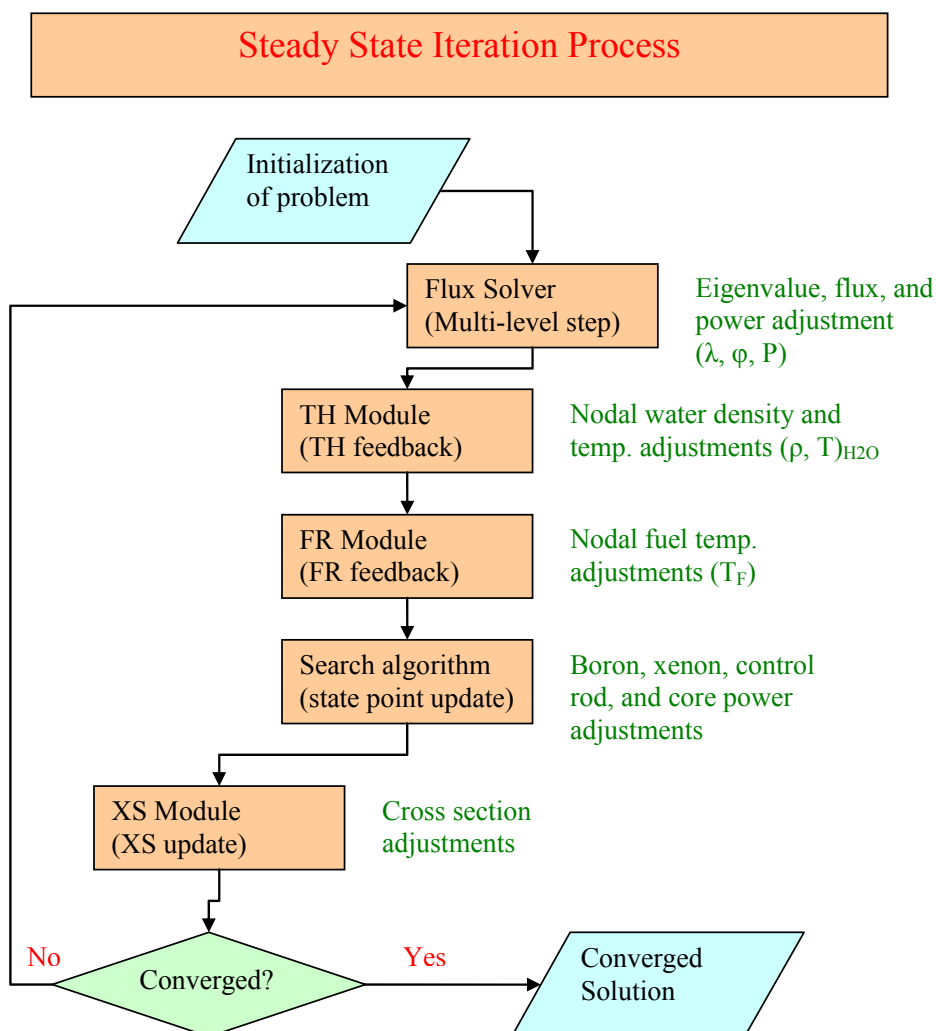 Steady State Iteration Process
Initialization
of problem
Flux Solver
(Multi-level step)
Eigenvalue, flux, and
power adjustment
(λ, φ, P)
TH Module
(TH feedback)
Nodal water density and
temp. adjustments (ρ, T)H2O
FR Module
(FR feedback)
Nodal fuel temp.
adjustments (TF)
Search algorithm
(state point update)
Boron, xenon, control
rod, and core power
adjustments
XS Module
(XS update)
Cross section
adjustments
No
Converged?
Yes
Converged
Solution